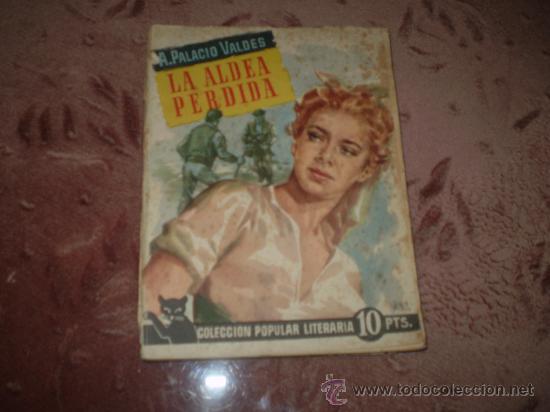 A. PALACIO VALDES
LA ALDEA
PERDIDA
COLECCION POPULAR LITERARIA 10 PTS.
www.todocoleccion.net